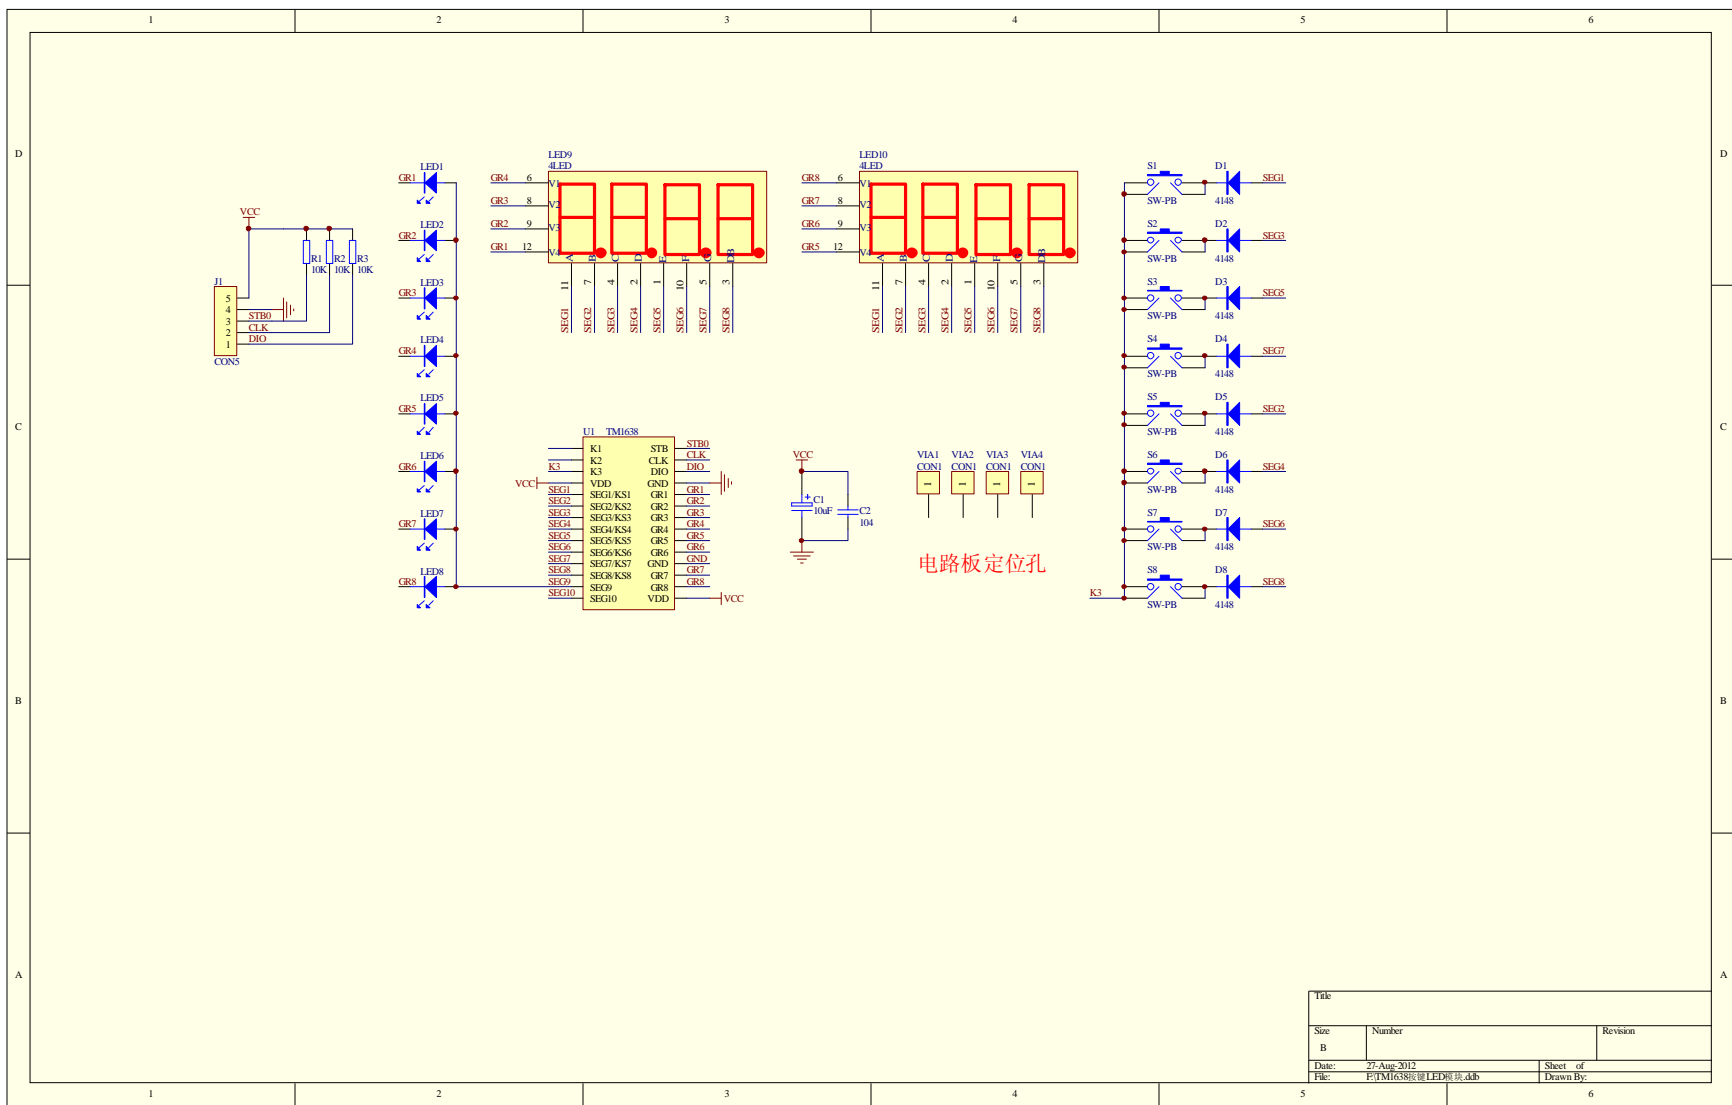 1 2 3 4 5 6
D D
C C
B B
A A
LED1
GR1
LED2
GR2
LED3
GR3
LED4
GR4
LED5
GR5
LED6
GR6
LED7
GR7
LED8
GR8
VCC
R1 R2 R3
10K 10K 10K
J1
5
4
3 STB0
2 CLK
1 DIO
CON5
LED9
4LED
GR4 6 V1
GR3 8 V2
GR2 9 V3
GR1 12 V4
A B C D E F G DB
11 7 4 2 1 10 5 3
SEG1 SEG2 SEG3 SEG4 SEG5 SEG6 SEG7 SEG8
LED10
4LED
GR8 6 V1
GR7 8 V2
GR6 9 V3
GR5 12 V4
A B C D E F G DB
11 7 4 2 1 10 5 3
SEG1 SEG2 SEG3 SEG4 SEG5 SEG6 SEG7 SEG8
U1 TM1638
K1 STB STB0
K2 CLK CLK
K3 K3 DIO DIO
VCC VDD GND
SEG1 SEG1/KS1 GR1 GR1
SEG2 SEG2/KS2 GR2 GR2
SEG3 SEG3/KS3 GR3 GR3
SEG4 SEG4/KS4 GR4 GR4
SEG5 SEG5/KS5 GR5 GR5
SEG6 SEG6/KS6 GR6 GR6
SEG7 SEG7/KS7 GND GND
SEG8 SEG8/KS8 GR7 GR7
SEG9 SEG9 GR8 GR8
SEG10 SEG10 VDD VCC
VCC
+ C1
10uF
C2
104
VIA1 VIA2 VIA3 VIA4
CON1 CON1 CON1 CON1
1 1 1 1
电路板定位孔
S1 D1
SEG1
SW-PB 4148
S2 D2
SEG3
SW-PB 4148
S3 D3
SEG5
SW-PB 4148
S4 D4
SEG7
SW-PB 4148
S5 D5
SEG2
SW-PB 4148
S6 D6
SEG4
SW-PB 4148
S7 D7
SEG6
SW-PB 4148
S8 D8
SEG8
K3
SW-PB 4148
Title
Size Number Revision
B
Date: 27-Aug-2012 Sheet of
File: F:\TM1638按键LED模块.ddb Drawn By:
1 2 3 4 5 6